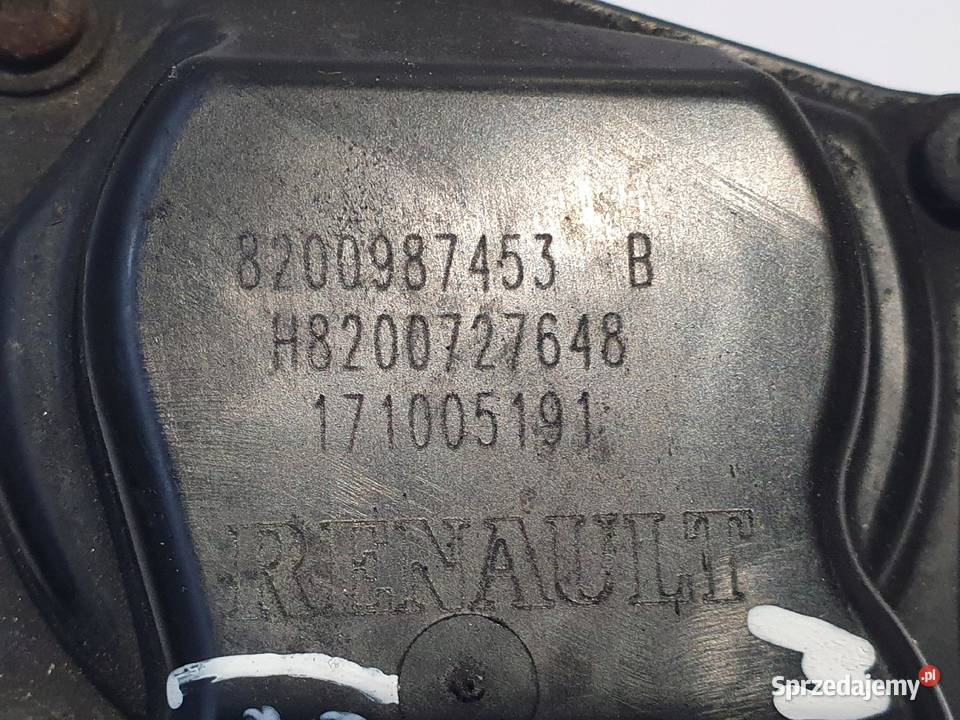 8200987453 B
H8200727648
171005191
RENAULT
Sprzedajemy.pl